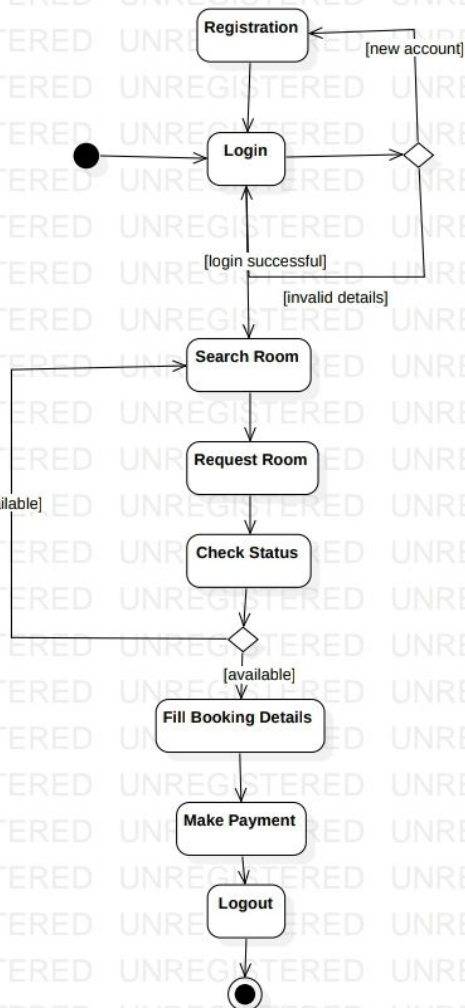 Registration
[new account]
Login
[login successful]
[invalid details]
Search Room
Request Room
Check Status
[available]
Fill Booking Details
Make Payment
Logout
UNREGISTERED